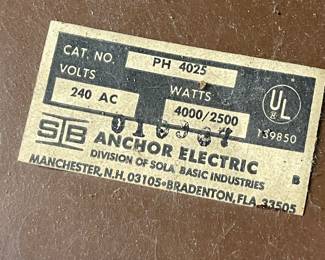 CAT. NO. PH 4025
VOLTS WATTS
240 AC 4000/2500
UL
139850
SB ANCHOR ELECTRIC
DIVISION OF SOLA BASIC INDUSTRIES
B
MANCHESTER, N.H. 03105•BRADENTON, FLA. 33505